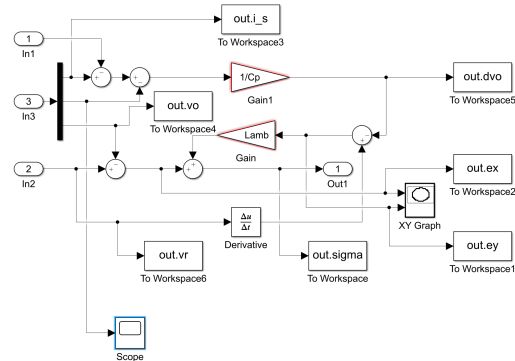 out.i_s
To Workspace3
1
In1
1/Cp
Gain1
out.dvo
To Workspace5
3
In3
out.vo
To Workspace4
Lamb
Gain
2
In2
1
Out1
out.ex
To Workspace2
XY Graph
Δu
Δt
Derivative
out.vr
To Workspace6
out.sigma
To Workspace
out.ey
To Workspace1
Scope